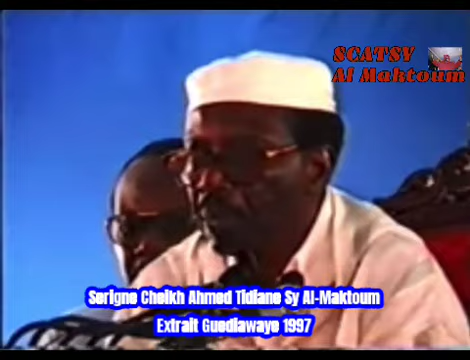 SCATSY
Al Maktoum
Serigne Cheikh Ahmed Tidiane Sy Al-Maktoum
Extrait Guediawaye 1997